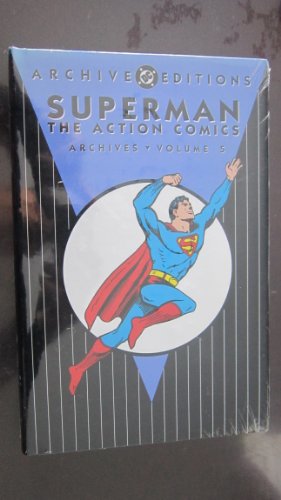 ARCHIVE DC EDITIONS
SUPERMAN
THE ACTION COMICS
ARCHIVES ▾ VOLUME 5
S